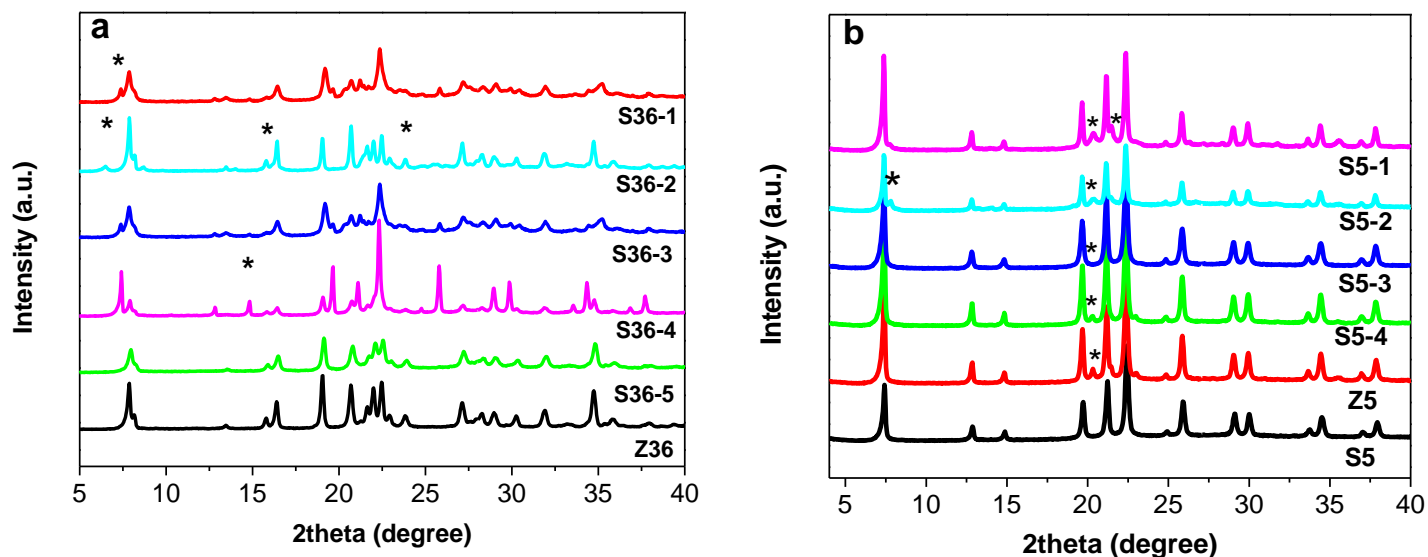 a
*
S36-1
* * *
S36-2
S36-3
*
S36-4
S36-5
Z36
5 10 15 20 25 30 35 40
2theta (degree)
Intensity (a.u.)
b
* *
S5-1
* *
S5-2
*
S5-3
*
S5-4
*
Z5
S5
5 10 15 20 25 30 35 40
2theta (degree)
Intensity (a.u.)